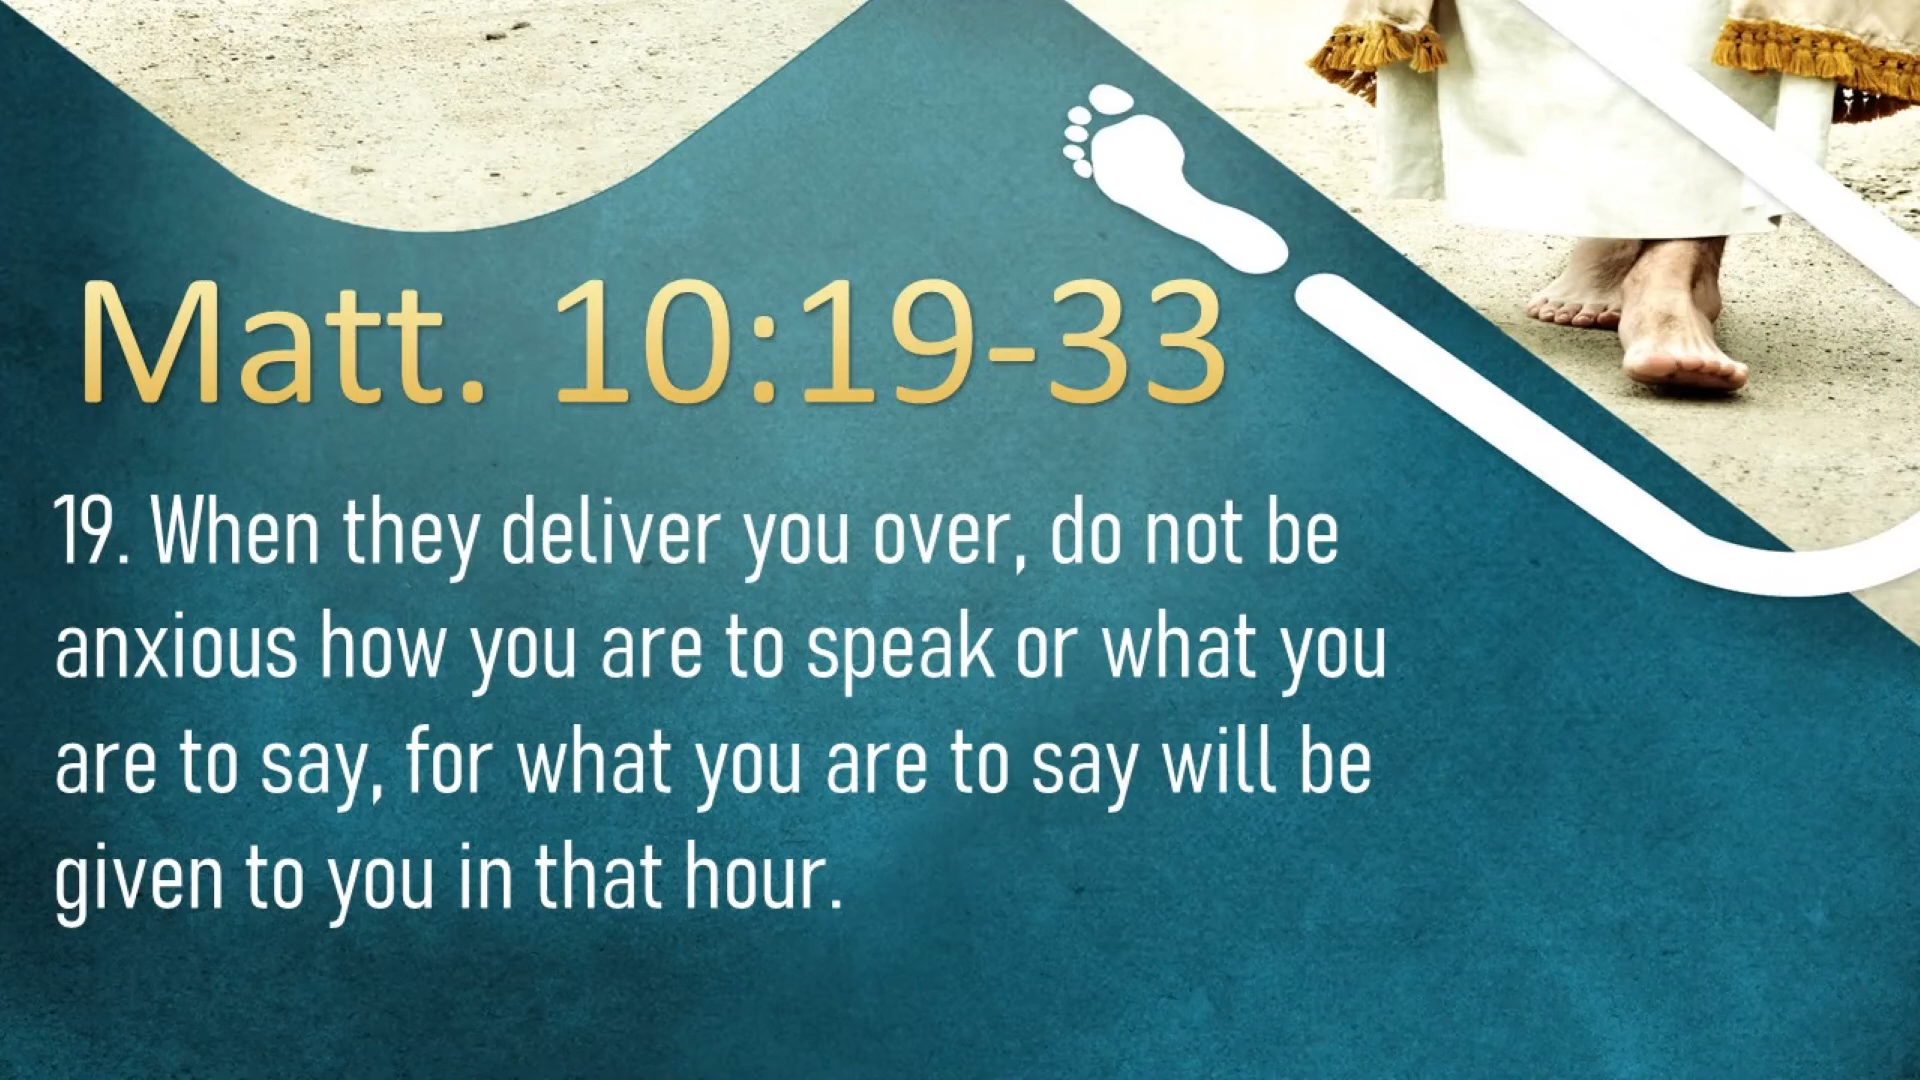 Matt. 10:19-33
19. When they deliver you over, do not be
anxious how you are to speak or what you
are to say, for what you are to say will be
given to you in that hour.